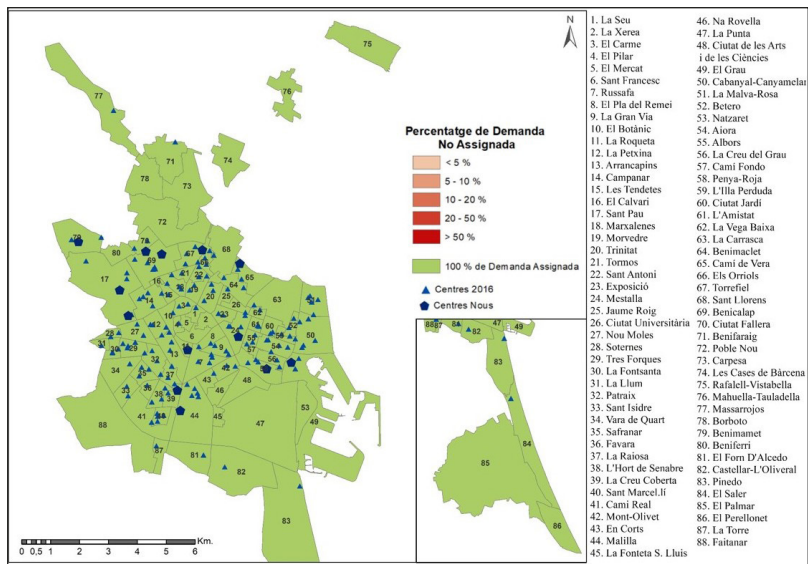 N
Percentatge de Demanda
No Assignada
< 5 %
5 - 10 %
10 - 20 %
20 - 50 %
> 50 %
100 % de Demanda Assignada
Centres 2016
Centres Nous
0 0,5 1 2 3 4 5 6 Km.
1. La Seu
2. La Xerea
3. El Carme
4. El Pilar
5. El Mercat
6. Sant Francesc
7. Russafa
8. El Pla del Remei
9. La Gran Via
10. El Botànic
11. La Roqueta
12. La Petxina
13. Arrancapins
14. Campanar
15. Les Tendetes
16. El Calvari
17. Sant Pau
18. Marxalenes
19. Morvedre
20. Trinitat
21. Tormos
22. Sant Antoni
23. Exposició
24. Mestalla
25. Jaume Roig
26. Ciutat Universitària
27. Nou Moles
28. Soternes
29. Tres Forques
30. La Fontsanta
31. La Llum
32. Patraix
33. Sant Isidre
34. Vara de Quart
35. Safranar
36. Favara
37. La Raiosa
38. L'Hort de Senabre
39. La Creu Coberta
40. Sant Marcel.lí
41. Camí Real
42. Mont-Olivet
43. En Corts
44. Malilla
45. La Fonteta S. Lluis
46. Na Rovella
47. La Punta
48. Ciutat de les Arts
i de les Ciències
49. El Grau
50. Cabanyal-Canyamelar
51. La Malva-Rosa
52. Betero
53. Natzaret
54. Aiora
55. Albors
56. La Creu del Grau
57. Camí Fondo
58. Penya-Roja
59. L'Illa Perduda
60. Ciutat Jardí
61. L'Amistat
62. La Vega Baixa
63. La Carrasca
64. Benimaclet
65. Camí de Vera
66. Els Orriols
67. Torrefiel
68. Sant Llorens
69. Benicalap
70. Ciutat Fallera
71. Benifaraig
72. Poble Nou
73. Carpesa
74. Les Cases de Bàrcena
75. Rafalell-Vistabella
76. Mahuella-Tauladella
77. Massarrojos
78. Borboto
79. Benimamet
80. Beniferri
81. El Forn D'Alcedo
82. Castellar-L'Oliveral
83. Pinedo
84. El Saler
85. El Palmar
86. El Perellonet
87. La Torre
88. Faitanar